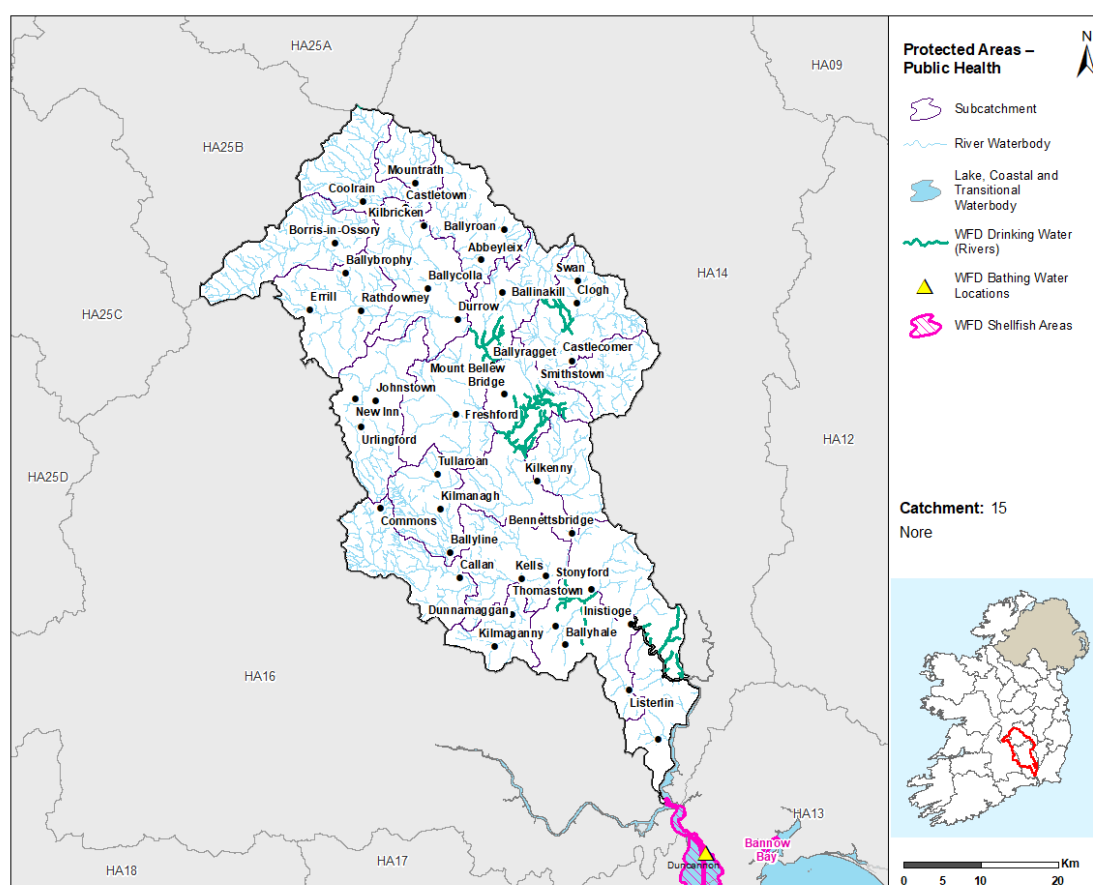 HA25A
HA09
HA25B
Mountrath
Coolrain
Castletown
Kilbricken
Ballyroan
Borris-in-Ossory
Abbeyleix
Ballybrophy
Swan
HA14
Ballycolla
Ballinakill
Clogh
Errill
Rathdowney
HA25C
Durrow
Ballyragget
Castlecomer
Mount Bellew
Bridge
Smithstown
Johnstown
New Inn
Freshford
Urlingford
HA12
Tullaroan
Kilkenny
HA25D
Kilmanagh
Commons
Bennettsbridge
Ballyline
Callan
Kells
Stonyford
Thomastown
Dunnamaggan
Inistioge
Kilmaganny
Ballyhale
HA16
Listerlin
HA13
Bannow
Bay
Duncannon
HA17
HA18
Protected Areas –
Public Health
N
Subcatchment
River Waterbody
Lake, Coastal and
Transitional
Waterbody
WFD Drinking Water
(Rivers)
WFD Bathing Water
Locations
WFD Shellfish Areas
Catchment: 15
Nore
Km
0 5 10 20